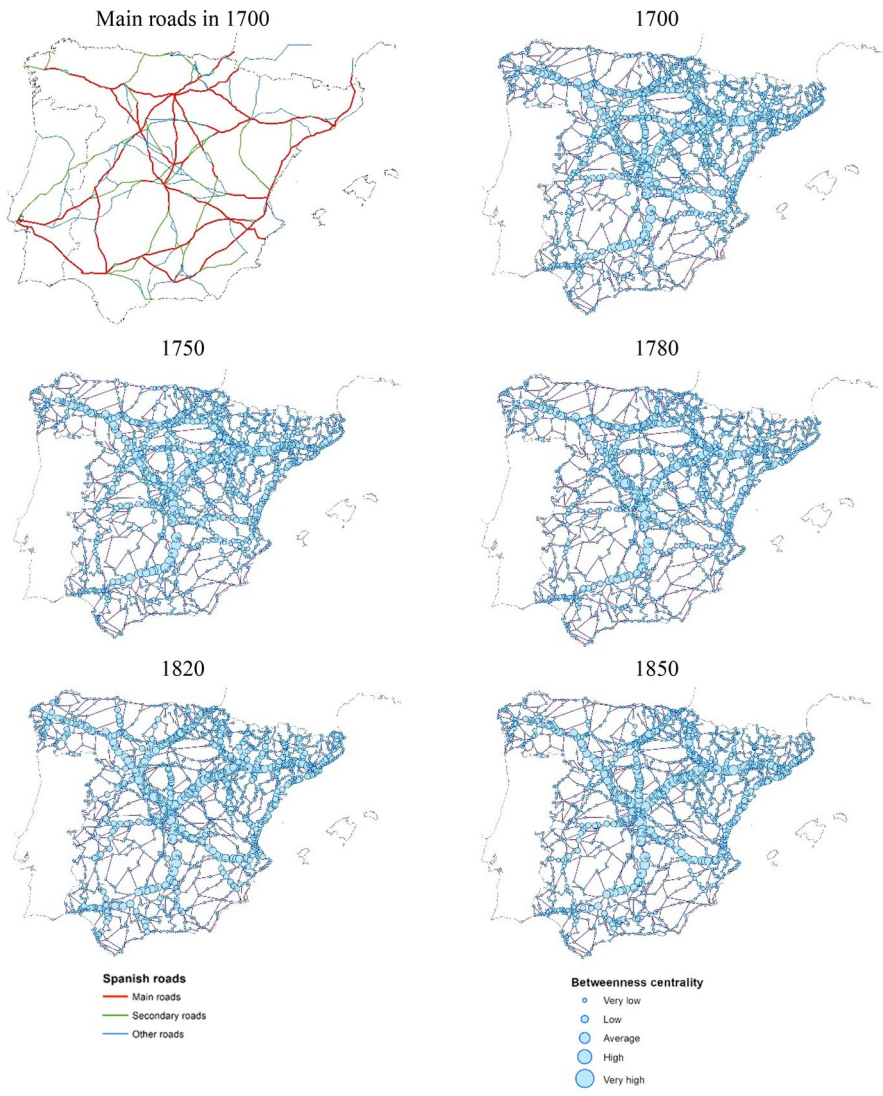 Main roads in 1700
1700
1750
1780
1820
1850
Spanish roads
Main roads
Secondary roads
Other roads
Betweenness centrality
Very low
Low
Average
High
Very high